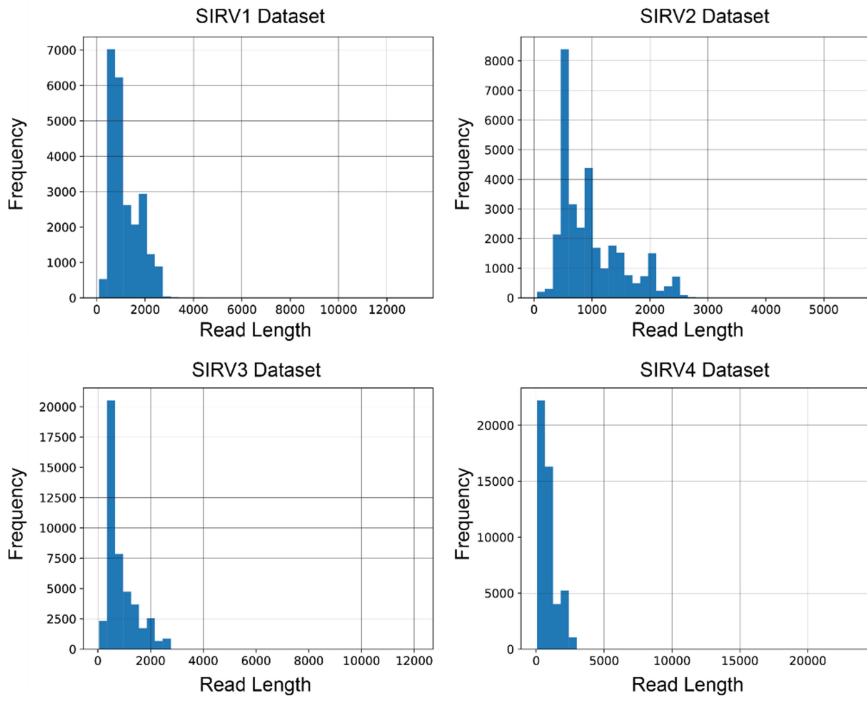 SIRV1 Dataset
7000
6000
5000
4000
3000
2000
1000
0
Frequency
0 2000 4000 6000 8000 10000 12000
Read Length
SIRV2 Dataset
8000
7000
6000
5000
4000
3000
2000
1000
0
Frequency
0 1000 2000 3000 4000 5000
Read Length
SIRV3 Dataset
20000
17500
15000
12500
10000
7500
5000
2500
0
Frequency
0 2000 4000 6000 8000 10000 12000
Read Length
SIRV4 Dataset
20000
15000
10000
5000
0
Frequency
0 5000 10000 15000 20000
Read Length